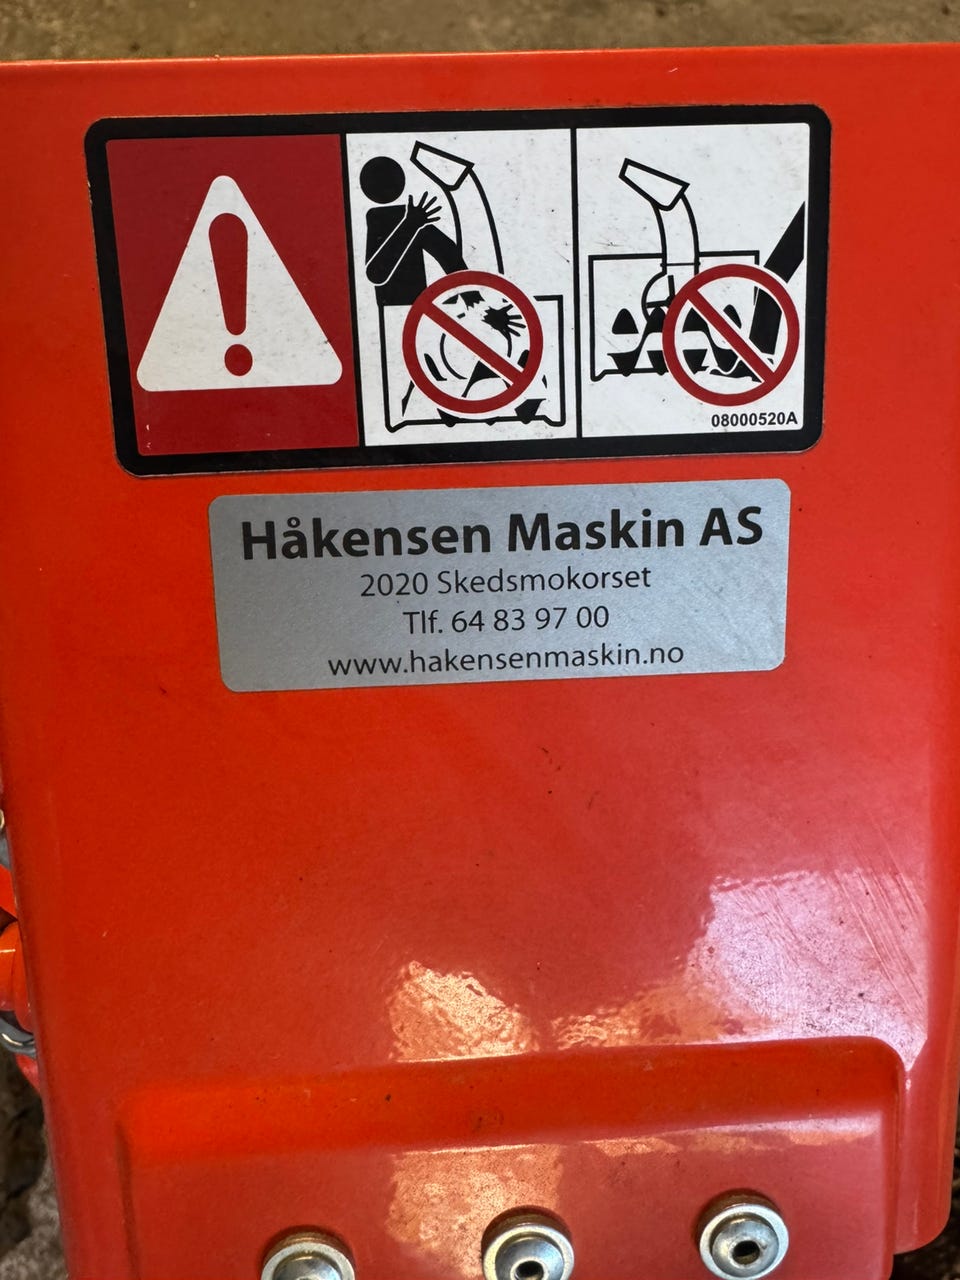 08000520A
Håkensen Maskin AS
2020 Skedsmokorset
Tlf. 64 83 97 00
www.hakensenmaskin.no